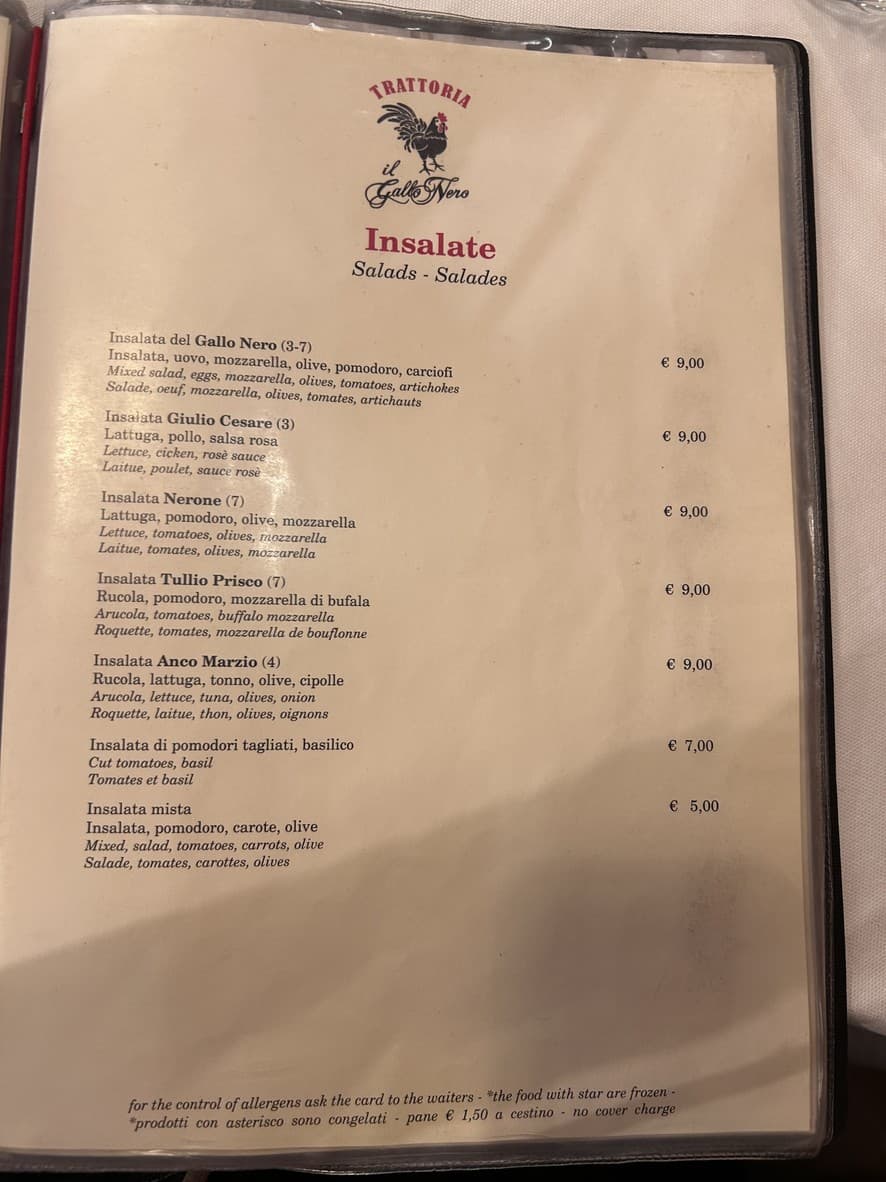 TRATTORIA
il
Gallo Nero
Insalate
Salads - Salades
Insalata del Gallo Nero (3-7)
Insalata, uovo, mozzarella, olive, pomodoro, carciofi € 9,00
Mixed salad, eggs, mozzarella, olives, tomatoes, artichokes
Salade, oeuf, mozzarella, olives, tomates, artichauts
Insalata Giulio Cesare (3)
Lattuga, pollo, salsa rosa € 9,00
Lettuce, cicken, rosè sauce
Laitue, poulet, sauce rosè
Insalata Nerone (7)
Lattuga, pomodoro, olive, mozzarella € 9,00
Lettuce, tomatoes, olives, mozzarella
Laitue, tomates, olives, mozzarella
Insalata Tullio Prisco (7)
Rucola, pomodoro, mozzarella di bufala € 9,00
Arucola, tomatoes, buffalo mozzarella
Roquette, tomates, mozzarella de bouflonne
Insalata Anco Marzio (4) € 9,00
Rucola, lattuga, tonno, olive, cipolle
Arucola, lettuce, tuna, olives, onion
Roquette, laitue, thon, olives, oignons
Insalata di pomodori tagliati, basilico € 7,00
Cut tomatoes, basil
Tomates et basil
Insalata mista € 5,00
Insalata, pomodoro, carote, olive
Mixed, salad, tomatoes, carrots, olive
Salade, tomates, carottes, olives
for the control of allergens ask the card to the waiters - *the food with star are frozen -
*prodotti con asterisco sono congelati - pane € 1,50 a cestino - no cover charge